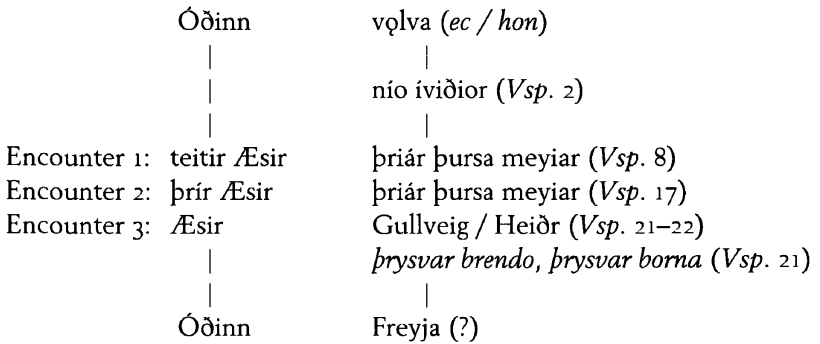 Óðinn vǫlva (ec / hon)
nío íviðior (Vsp. 2)
Encounter 1: teitir Æsir þriár þursa meyiar (Vsp. 8)
Encounter 2: þrír Æsir þriár þursa meyiar (Vsp. 17)
Encounter 3: Æsir Gullveig / Heiðr (Vsp. 21–22)
þrysvar brendo, þrysvar borna (Vsp. 21)
Óðinn Freyja (?)